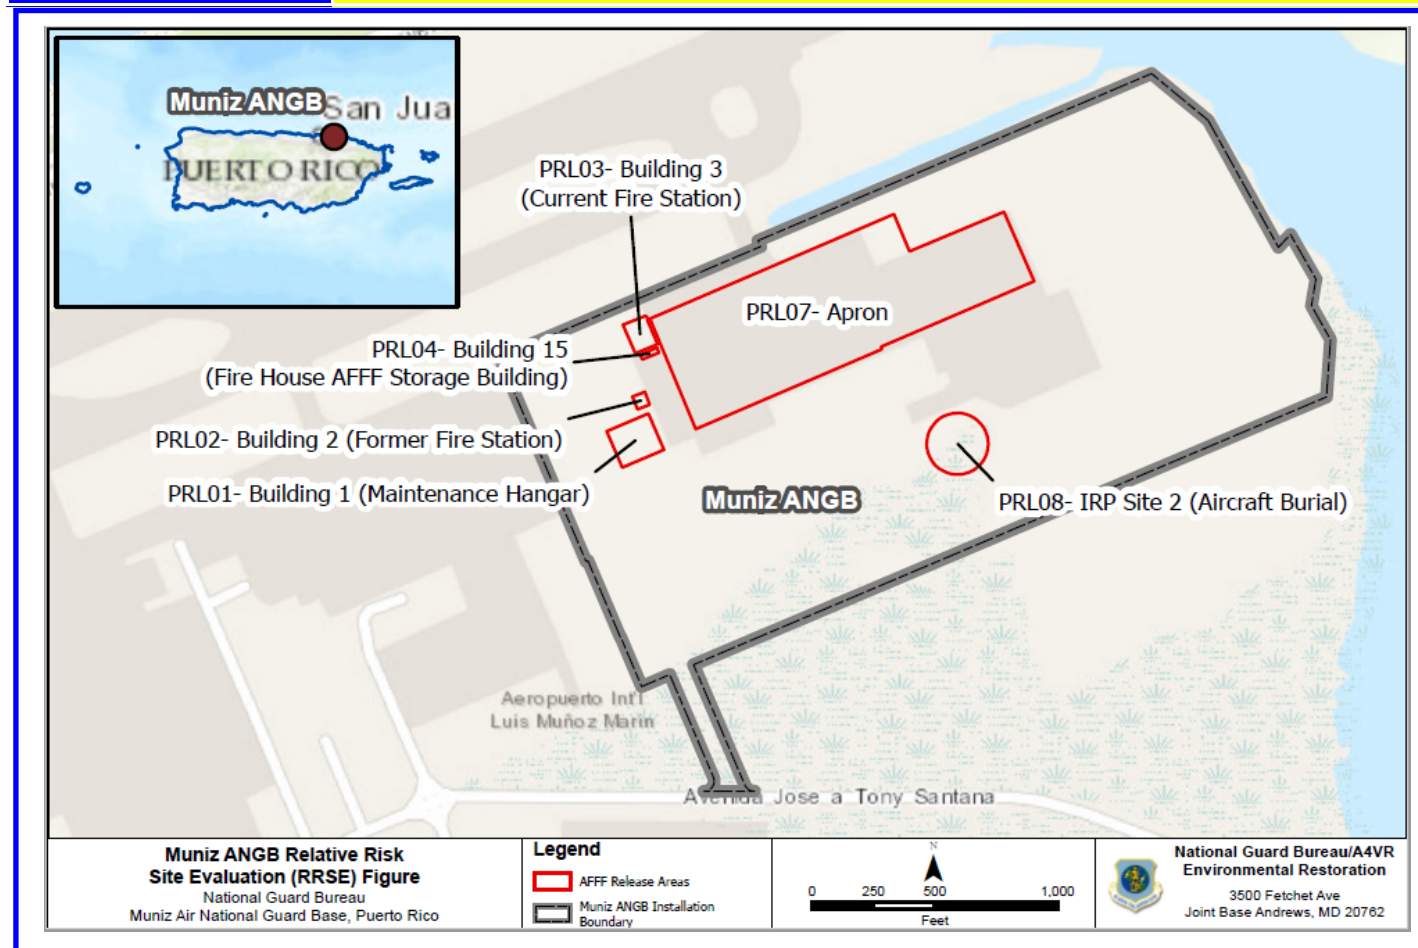 Muniz ANGB
San Jua
PUERTO RICO
PRL03- Building 3
(Current Fire Station)
PRL07- Apron
PRL04- Building 15
(Fire House AFFF Storage Building)
PRL02- Building 2 (Former Fire Station)
PRL01- Building 1 (Maintenance Hangar)
Muniz ANGB
PRL08- IRP Site 2 (Aircraft Burial)
Aeropuerto Int'l
Luis Muñoz Marin
Avenida Jose a Tony Santana
Muniz ANGB Relative Risk
Site Evaluation (RRSE) Figure
National Guard Bureau
Muniz Air National Guard Base, Puerto Rico
Legend
AFFF Release Areas
Muniz ANGB Installation
Boundary
N
0 250 500 1,000
Feet
National Guard Bureau/A4VR
Environmental Restoration
3500 Fetchet Ave
Joint Base Andrews, MD 20762